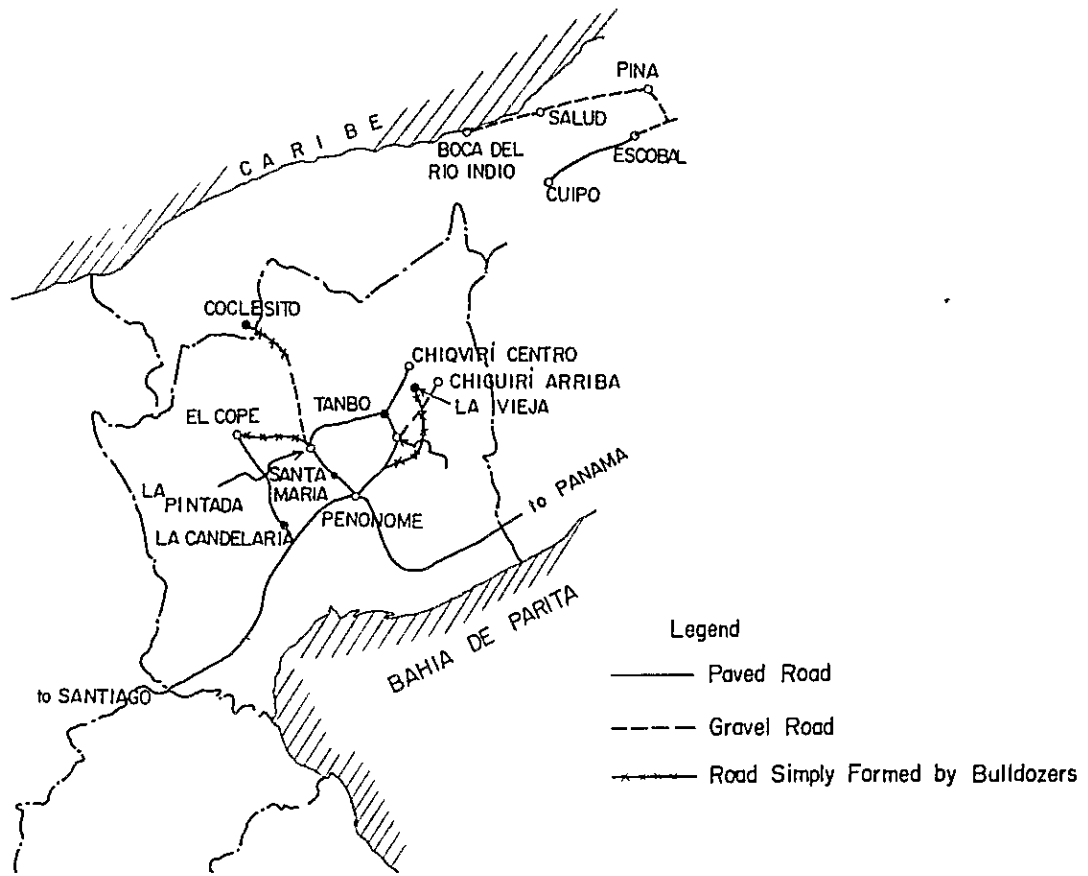 PINA
CARIBE
SALUD
BOCA DEL
RIO INDIO
ESCOBAL
CUIPO
COCLESITO
CHIQVIRÍ CENTRO
CHIGUIRÍ ARRIBA
TANBO
LA VIEJA
EL COPE
LA
PINTADA
SANTA
MARIA
to PANAMA
PENONOME
LA CANDELARIA
BAHIA DE PARITA
to SANTIAGO
Legend
Paved Road
Gravel Road
Road Simply Formed by Bulldozers